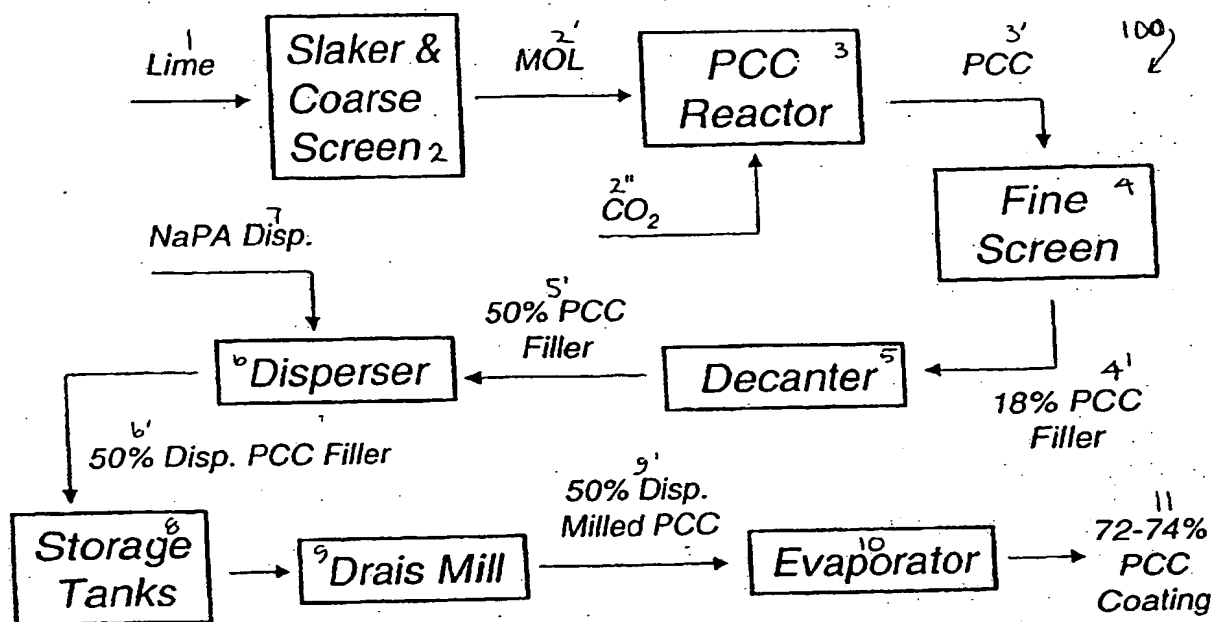 1
Lime
Slaker &
Coarse
Screen 2
2'
MOL
PCC 3
Reactor
3'
PCC
100
2"
CO₂
Fine 4
Screen
7
NaPA Disp.
5'
50% PCC
Filler
6 Disperser
Decanter 5
4'
18% PCC
Filler
6'
50% Disp. PCC Filler
9'
50% Disp.
Milled PCC
11
72-74%
PCC
Coating
8
Storage
Tanks
9 Drais Mill
10
Evaporator